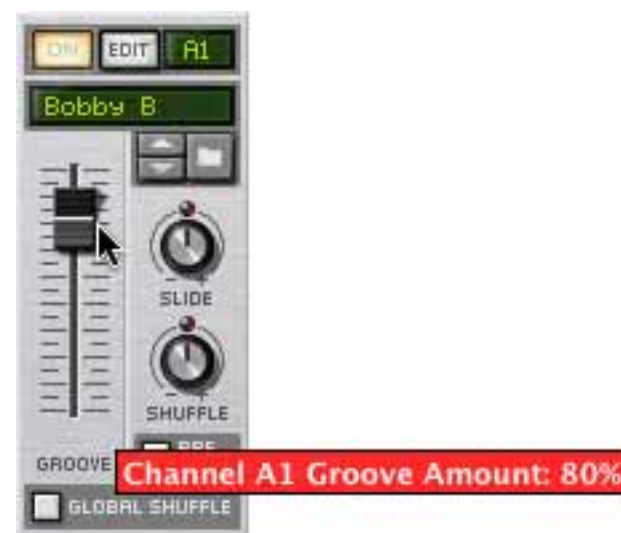 ON EDIT A1
Bobby B
SLIDE
SHUFFLE
GROOVE
Channel A1 Groove Amount: 80%
GLOBAL SHUFFLE